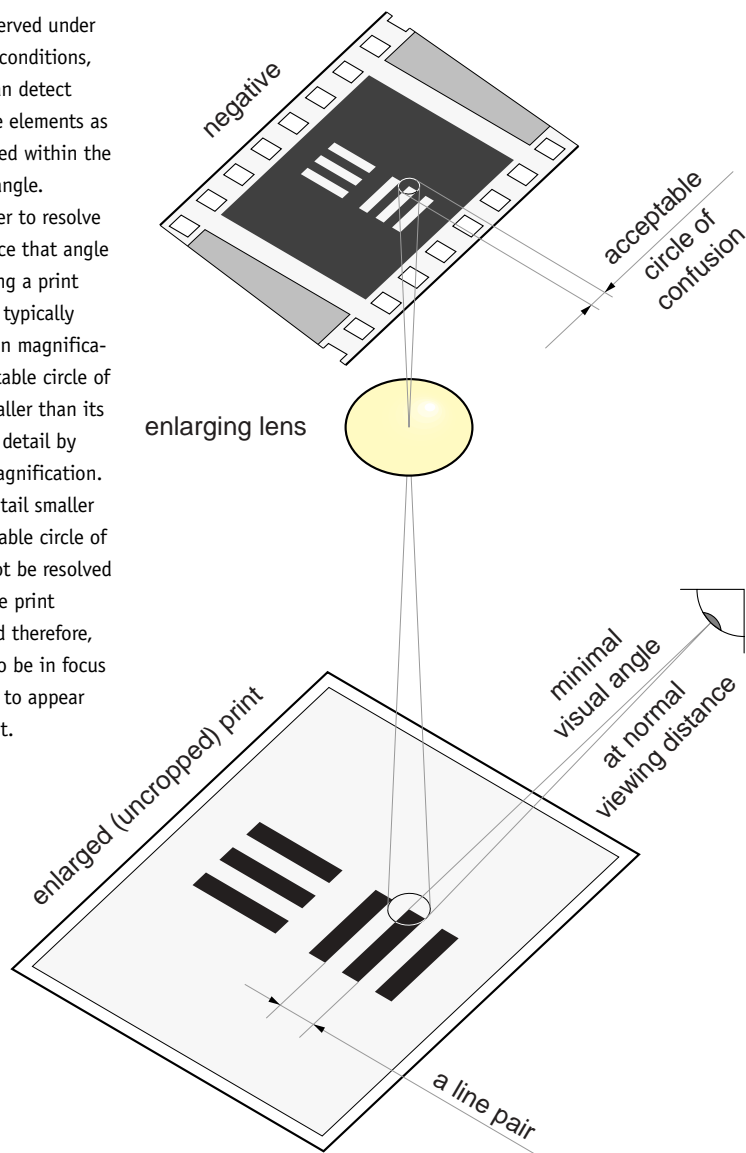 erved under
conditions,
an detect
e elements as
ed within the
angle.
er to resolve
ce that angle
ng a print
typically
n magnifica-
table circle of
aller than its
detail by
agnification.
tail smaller
able circle of
ot be resolved
e print
d therefore,
o be in focus
to appear
t.
negative
acceptable
circle of
confusion
enlarging lens
minimal
visual angle
at normal
viewing distance
enlarged (uncropped) print
a line pair